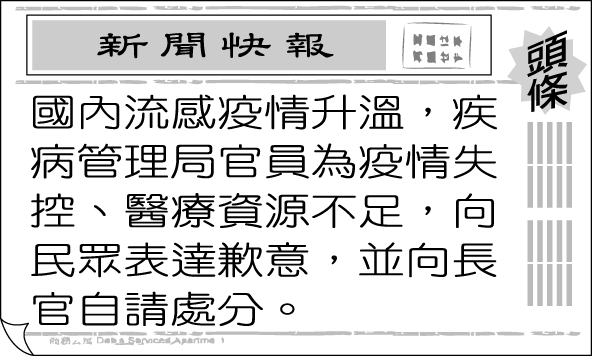 新聞快報
頭條
國內流感疫情升溫，疾
病管理局官員為疫情失
控、醫療資源不足，向
民眾表達歉意，並向長
官自請處分。